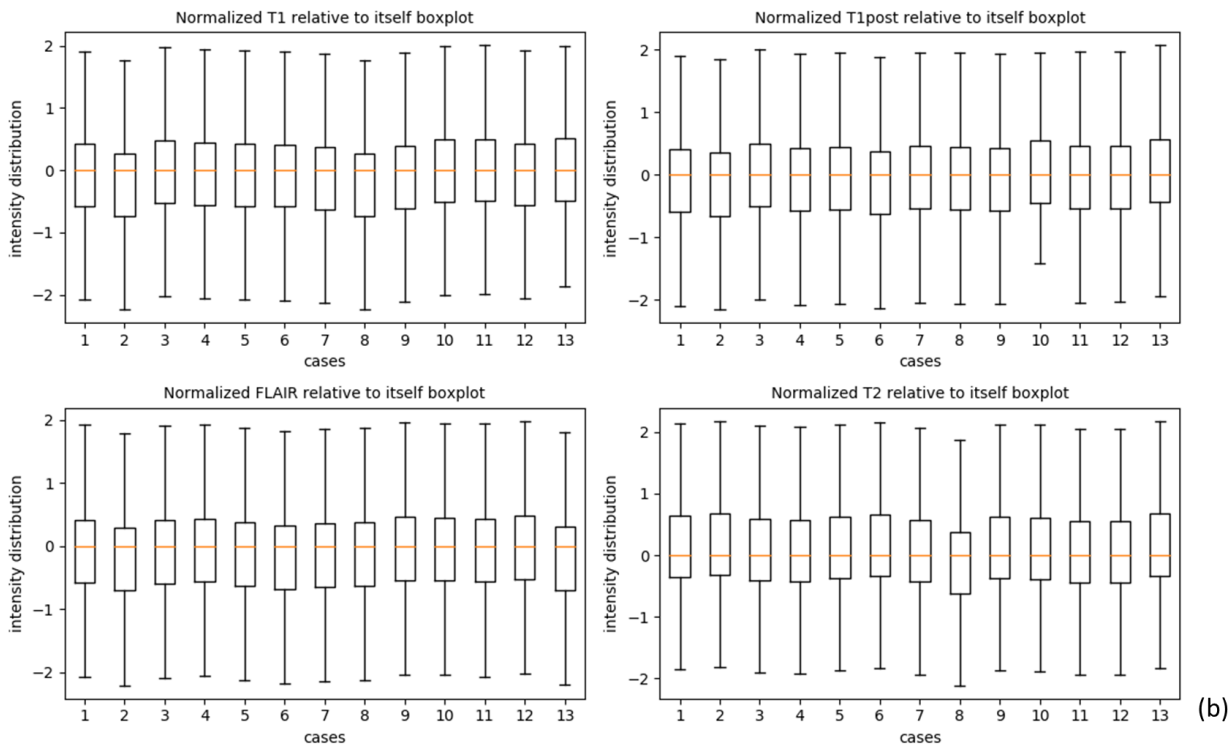 Normalized T1 relative to itself boxplot
intensity distribution
2
1
0
−1
−2
1 2 3 4 5 6 7 8 9 10 11 12 13
cases
Normalized T1post relative to itself boxplot
intensity distribution
2
1
0
−1
−2
1 2 3 4 5 6 7 8 9 10 11 12 13
cases
Normalized FLAIR relative to itself boxplot
intensity distribution
2
1
0
−1
−2
1 2 3 4 5 6 7 8 9 10 11 12 13
cases
Normalized T2 relative to itself boxplot
intensity distribution
2
1
0
−1
−2
1 2 3 4 5 6 7 8 9 10 11 12 13
cases
(b)